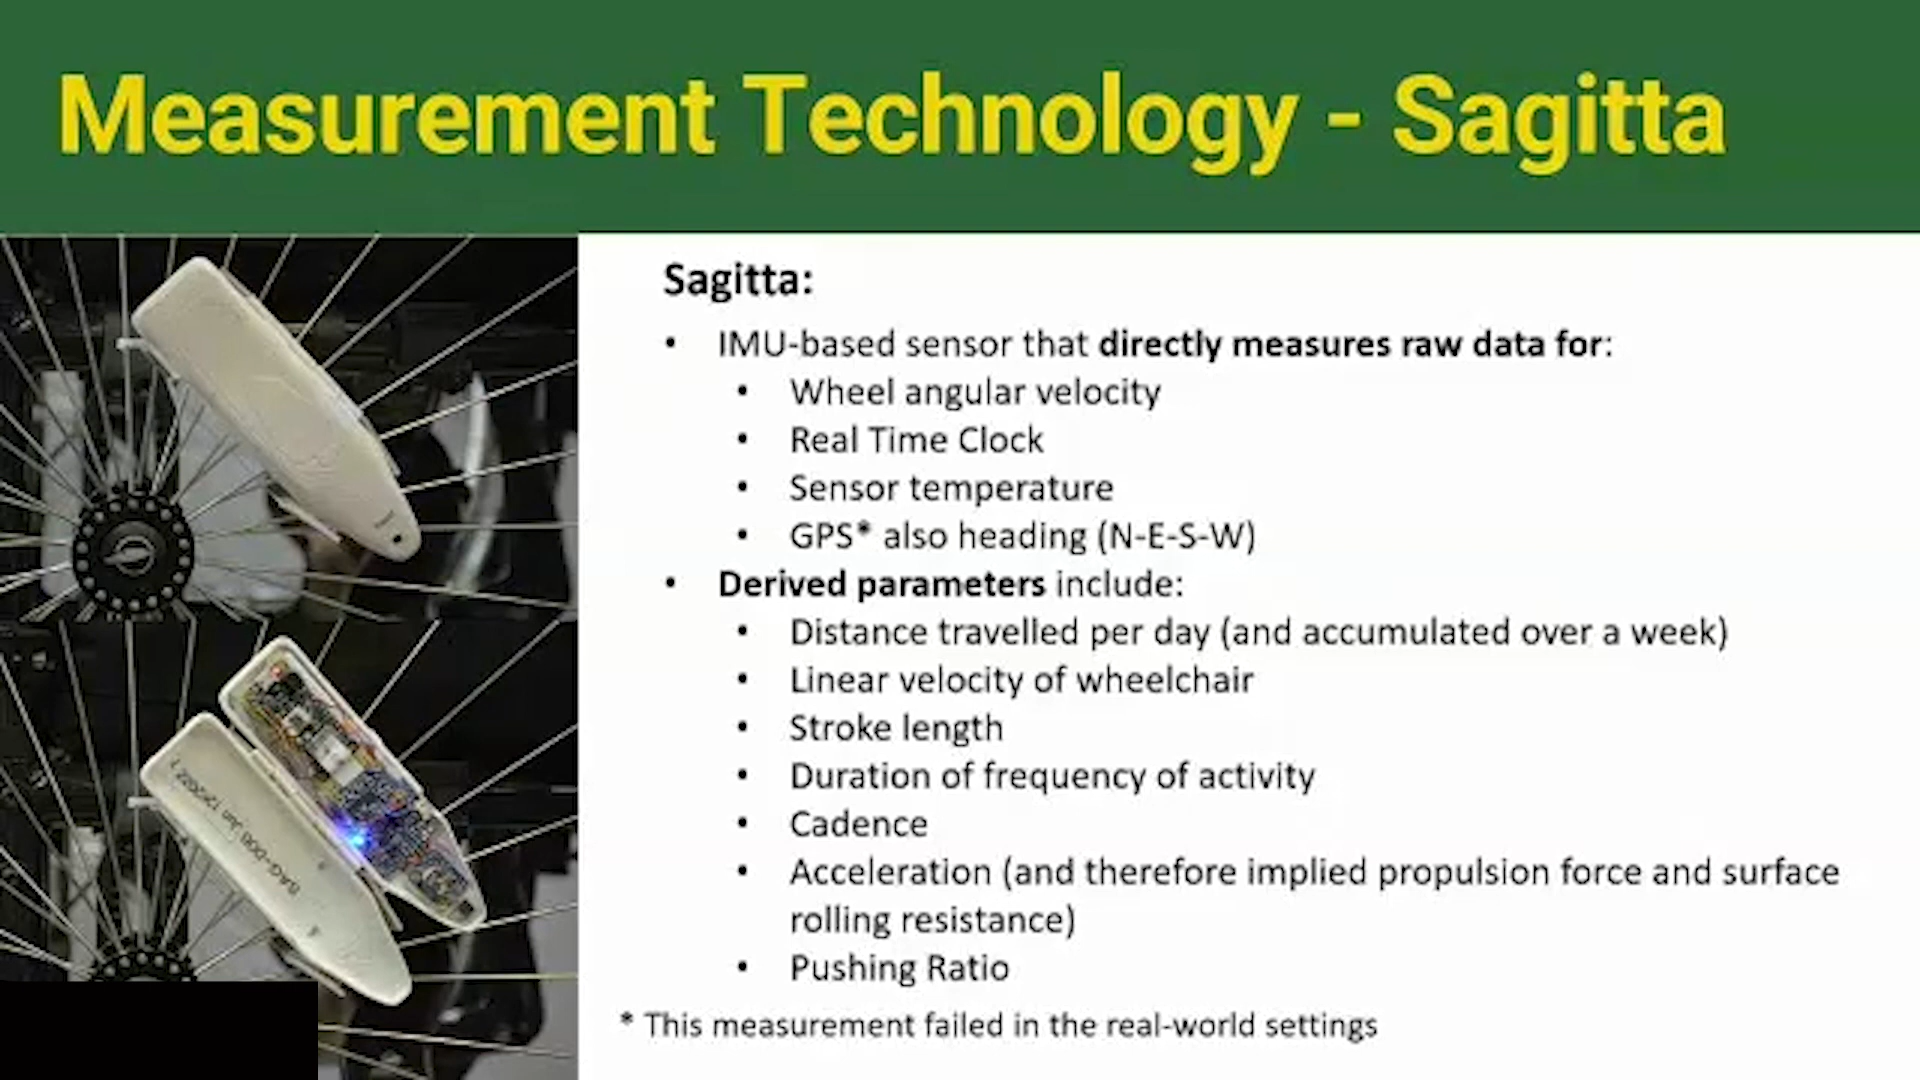 Measurement Technology - Sagitta
Sagitta:
• IMU-based sensor that directly measures raw data for:
• Wheel angular velocity
• Real Time Clock
• Sensor temperature
• GPS* also heading (N-E-S-W)
• Derived parameters include:
• Distance travelled per day (and accumulated over a week)
• Linear velocity of wheelchair
• Stroke length
• Duration of frequency of activity
• Cadence
• Acceleration (and therefore implied propulsion force and surface
rolling resistance)
• Pushing Ratio
* This measurement failed in the real-world settings